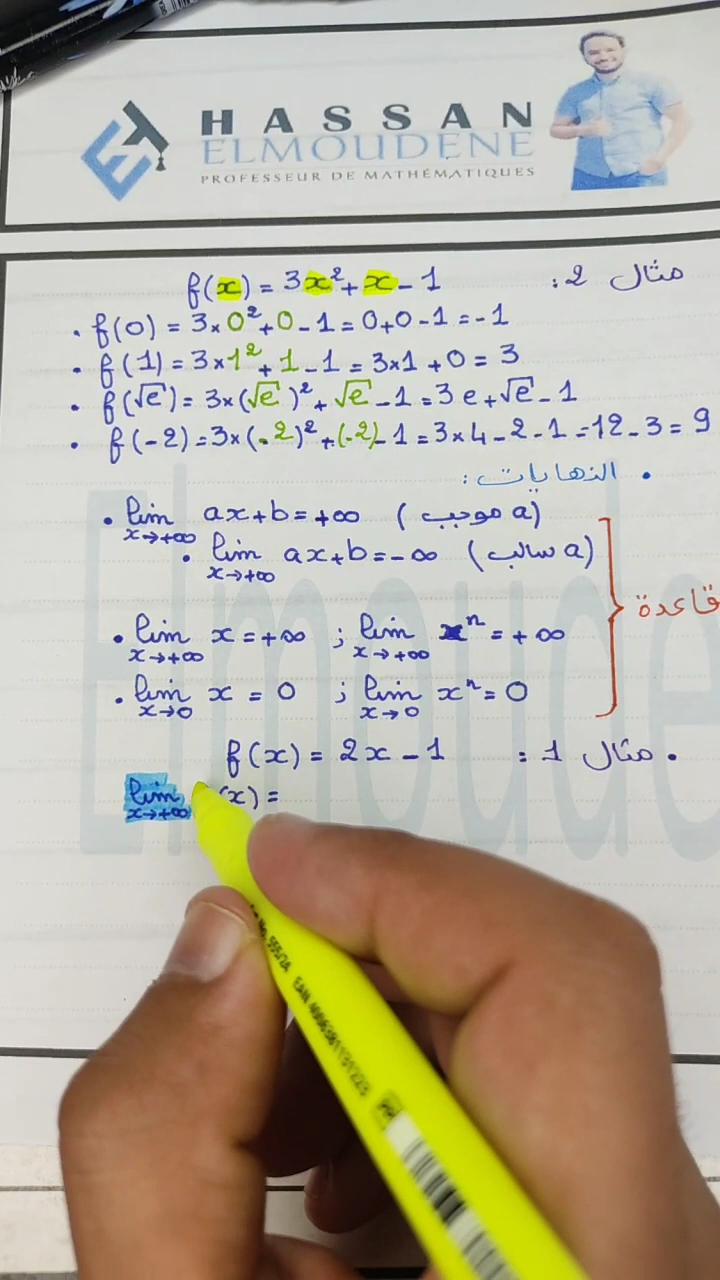 HASSAN
ELMOUDENE
PROFESSEUR DE MATHÉMATIQUES
مثال 2: f(x) = 3x² + x - 1
• f(0) = 3×0² + 0 - 1 = 0+0-1 = -1
• f(1) = 3×1² + 1 - 1 = 3×1 + 0 = 3
• f(√e) = 3×(√e)² + √e - 1 = 3e + √e - 1
• f(-2) = 3×(-2)² + (-2) - 1 = 3×4 - 2 - 1 = 12 - 3 = 9
• النهايات:
• lim x→+∞ ax+b = +∞ (a موجب)
• lim x→+∞ ax+b = -∞ (a سالب)
قاعدة
• lim x→+∞ x = +∞ ; lim x→+∞ xⁿ = +∞
• lim x→0 x = 0 ; lim x→0 xⁿ = 0
• مثال 1: f(x) = 2x - 1
lim x→+∞ (x) =
Elmoude
EAN